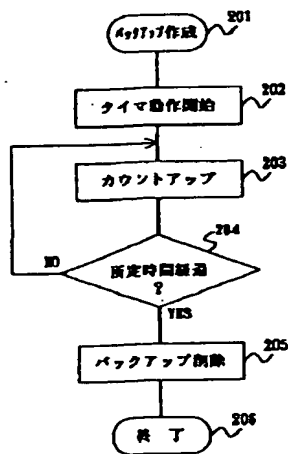 バックアップ作成
201
タイマ動作開始
202
カウントアップ
203
204
所定時間経過
?
NO
YES
バックアップ削除
205
終了
206